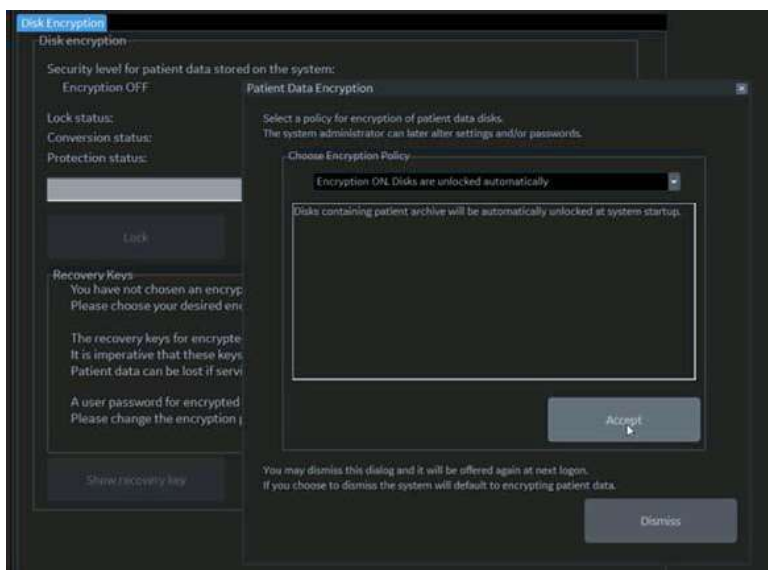 Disk Encryption
Disk encryption
Security level for patient data stored on the system:
Encryption OFF
Lock status:
Conversion status:
Protection status:
Lock
Recovery Keys
You have not chosen an encryp
Please choose your desired en
The recovery keys for encrypte
It is imperative that these keys
Patient data can be lost if servi
A user password for encrypted
Please change the encryption
Show recovery key
Patient Data Encryption
Select a policy for encryption of patient data disks.
The system administrator can later alter settings and/or passwords.
Choose Encryption Policy
Encryption ON. Disks are unlocked automatically
Disks containing patient archive will be automatically unlocked at system startup.
Accept
You may dismiss this dialog and it will be offered again at next logon.
If you choose to dismiss the system will default to encrypting patient data.
Dismiss